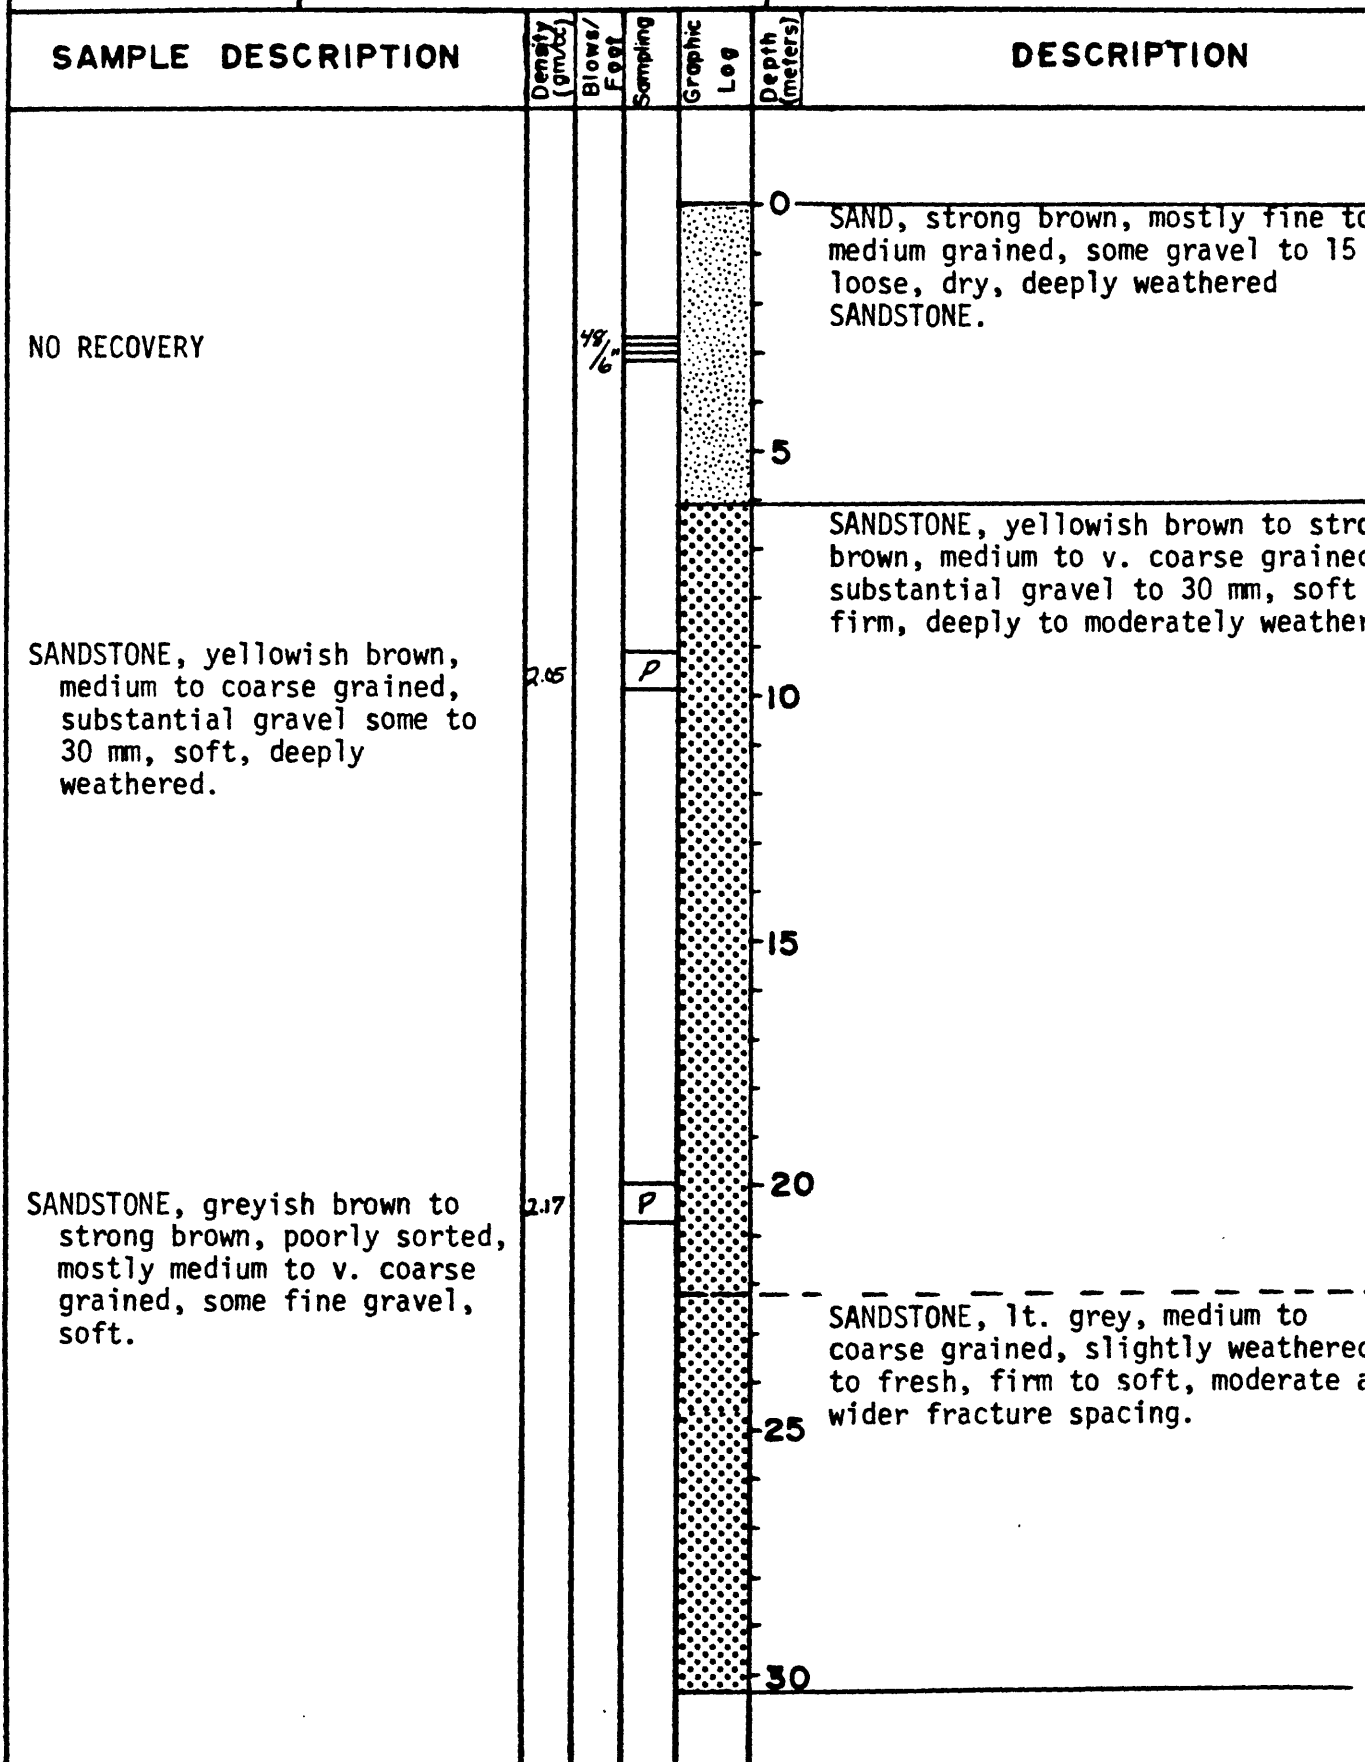 SAMPLE DESCRIPTION
Density
(gm/cc)
Blows/
Foot
Sampling
Graphic
Log
Depth
(meters)
DESCRIPTION
0
SAND, strong brown, mostly fine to
medium grained, some gravel to 15
loose, dry, deeply weathered
SANDSTONE.
NO RECOVERY
48/6"
5
SANDSTONE, yellowish brown to stro
brown, medium to v. coarse grained
substantial gravel to 30 mm, soft
firm, deeply to moderately weather
SANDSTONE, yellowish brown,
medium to coarse grained,
substantial gravel some to
30 mm, soft, deeply
weathered.
2.05
P
10
15
20
SANDSTONE, greyish brown to
strong brown, poorly sorted,
mostly medium to v. coarse
grained, some fine gravel,
soft.
2.17
P
SANDSTONE, lt. grey, medium to
coarse grained, slightly weathered
to fresh, firm to soft, moderate a
wider fracture spacing.
25
30